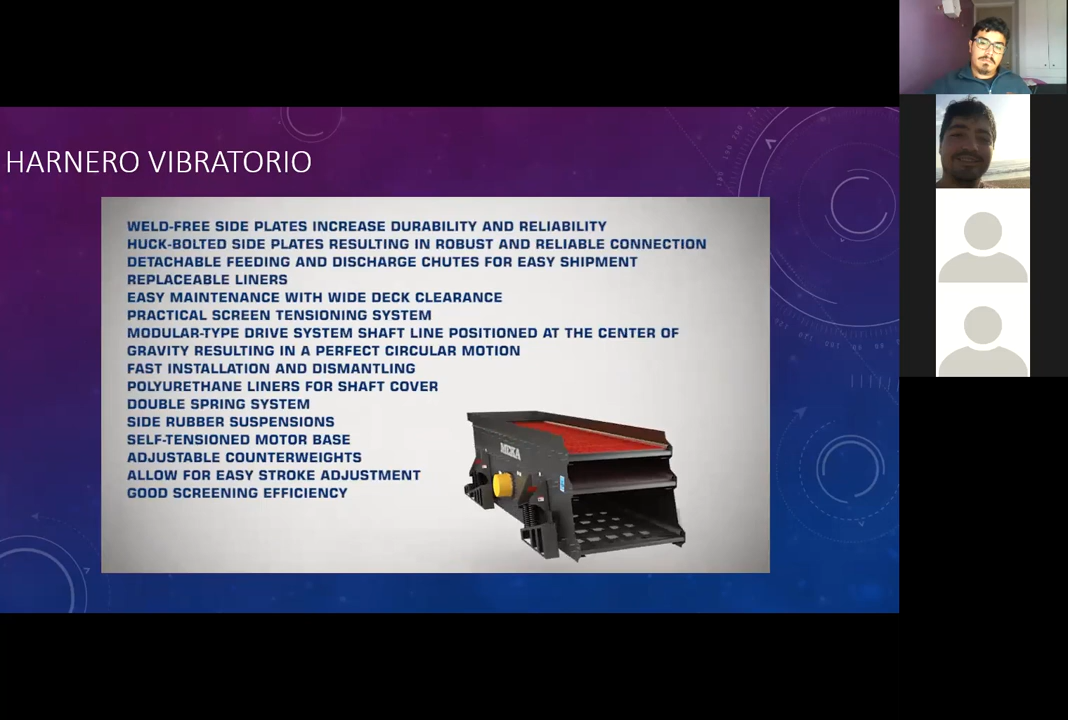 HARNERO VIBRATORIO
WELD-FREE SIDE PLATES INCREASE DURABILITY AND RELIABILITY
HUCK-BOLTED SIDE PLATES RESULTING IN ROBUST AND RELIABLE CONNECTION
DETACHABLE FEEDING AND DISCHARGE CHUTES FOR EASY SHIPMENT
REPLACEABLE LINERS
EASY MAINTENANCE WITH WIDE DECK CLEARANCE
PRACTICAL SCREEN TENSIONING SYSTEM
MODULAR-TYPE DRIVE SYSTEM SHAFT LINE POSITIONED AT THE CENTER OF
GRAVITY RESULTING IN A PERFECT CIRCULAR MOTION
FAST INSTALLATION AND DISMANTLING
POLYURETHANE LINERS FOR SHAFT COVER
DOUBLE SPRING SYSTEM
SIDE RUBBER SUSPENSIONS
SELF-TENSIONED MOTOR BASE
ADJUSTABLE COUNTERWEIGHTS
ALLOW FOR EASY STROKE ADJUSTMENT
GOOD SCREENING EFFICIENCY
MEKA